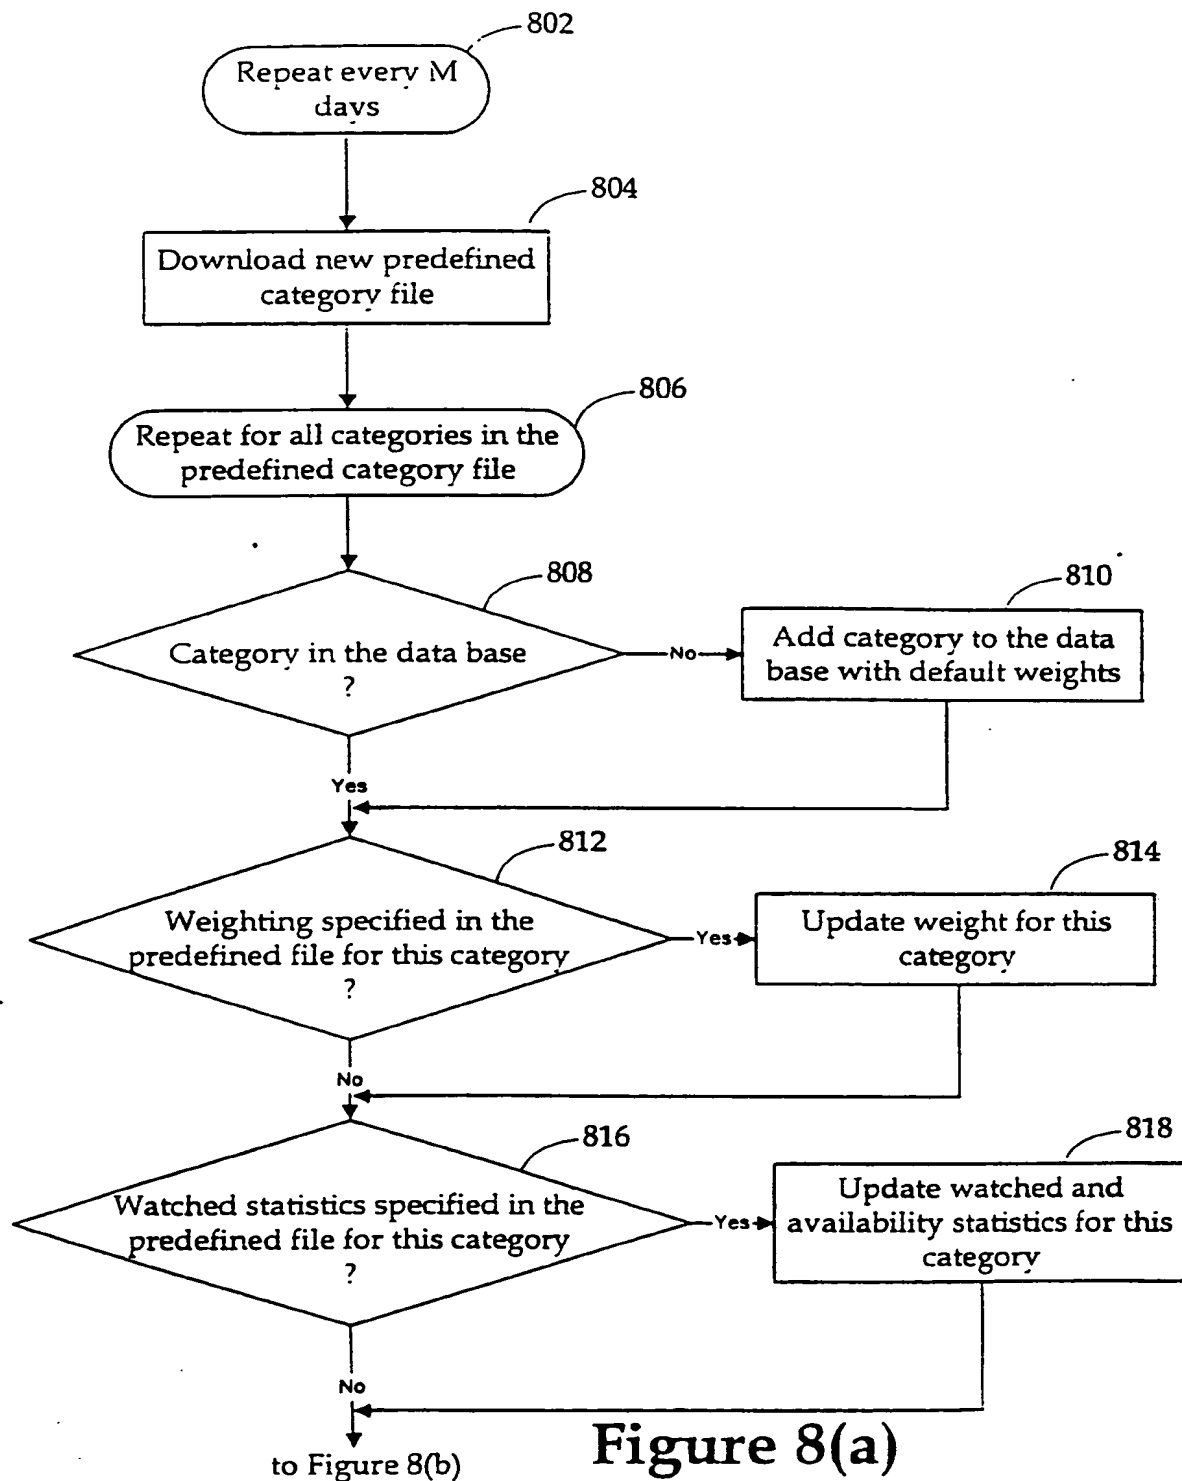 802
Repeat every M
days
804
Download new predefined
category file
806
Repeat for all categories in the
predefined category file
808
Category in the data base
?
No
810
Add category to the data
base with default weights
Yes
812
Weighting specified in the
predefined file for this category
?
Yes
814
Update weight for this
category
No
816
Watched statistics specified in the
predefined file for this category
?
Yes
818
Update watched and
availability statistics for this
category
No
to Figure 8(b)
Figure 8(a)